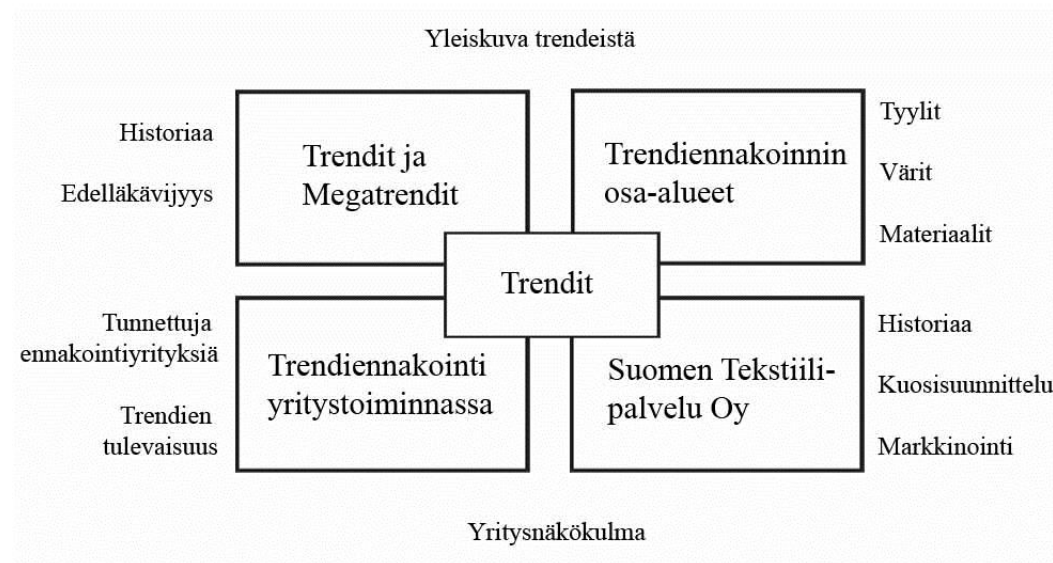 Yleiskuva trendeistä
Historiaa
Edelläkävijyys
Trendit ja
Megatrendit
Trendiennakoinnin
osa-alueet
Tyylit
Värit
Materiaalit
Trendit
Tunnettuja
ennakointiyrityksiä
Trendien
tulevaisuus
Trendiennakointi
yritystoiminnassa
Suomen Tekstiili-
palvelu Oy
Historiaa
Kuosisuunnittelu
Markkinointi
Yritysnäkökulma